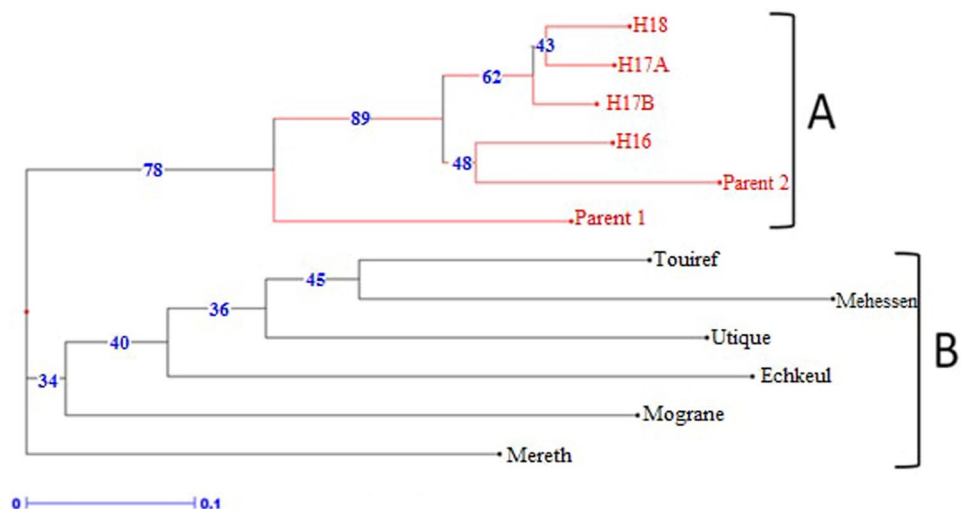 H18
43
H17A
62
H17B
89
H16
48
Parent 2
78
Parent 1
A
Touiref
45
Mehessen
36
Utique
40
Echkeul
34
Mograne
Mereth
B
0 0.1